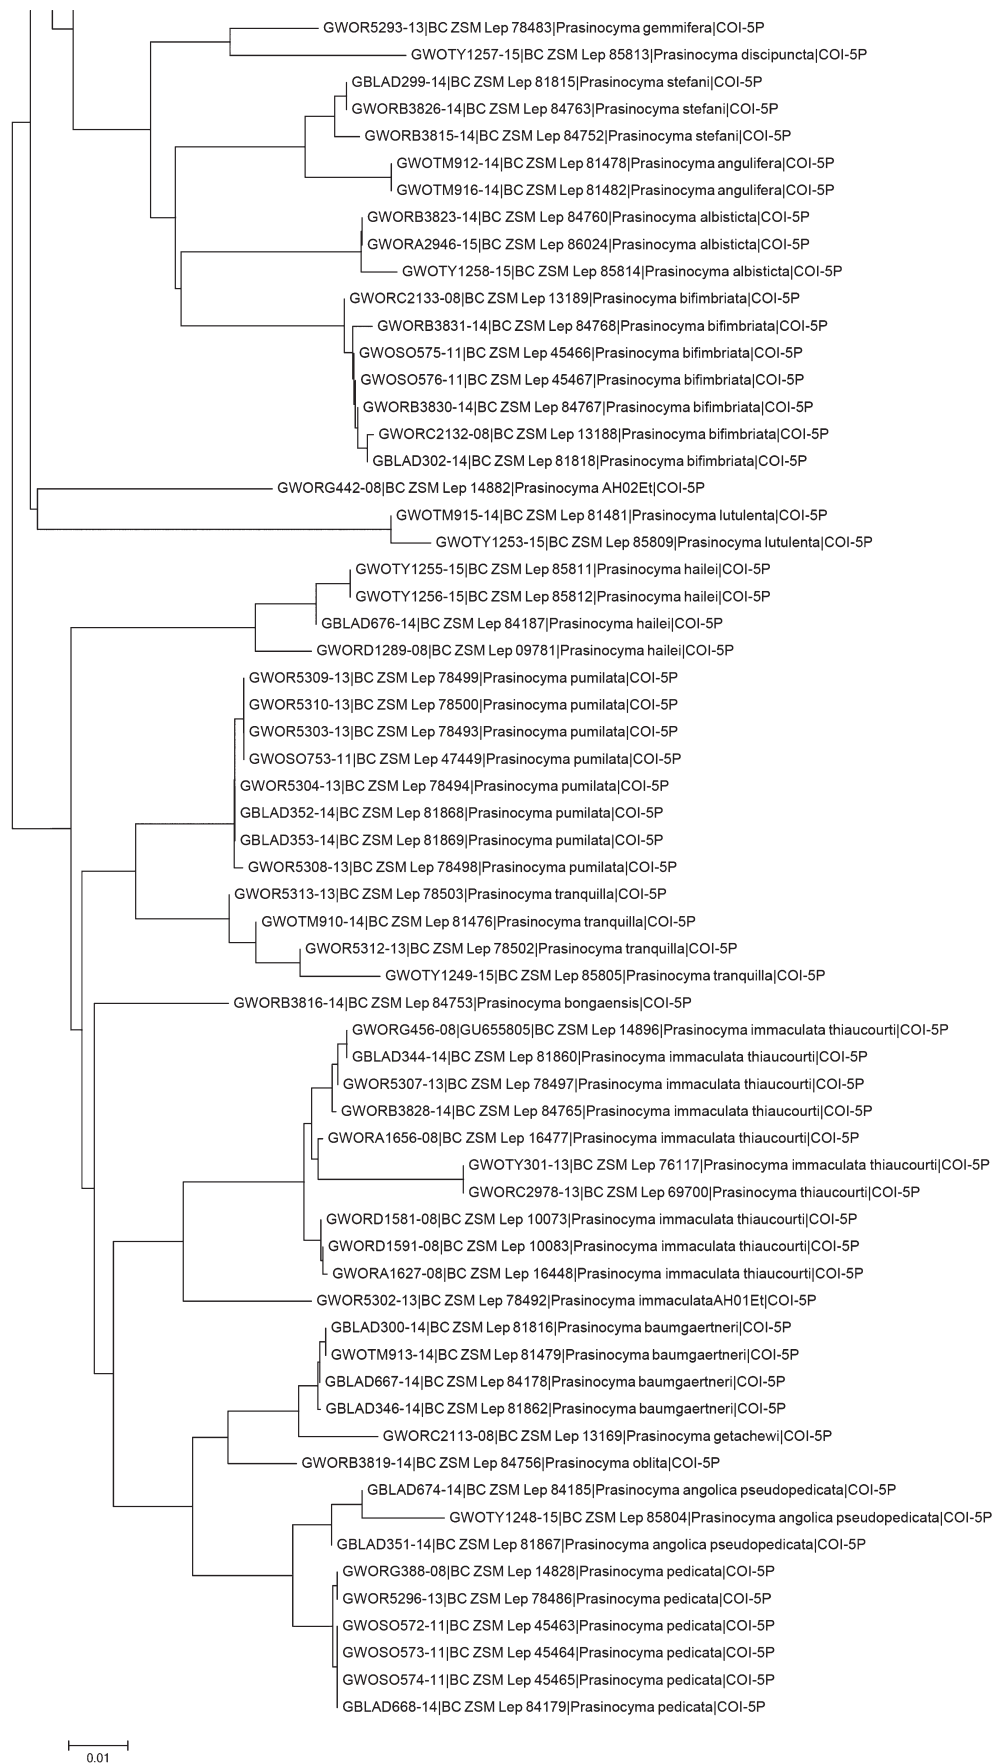 GWOR5293-13|BC ZSM Lep 78483|Prasinocyma gemmifera|COI-5P
GWOTY1257-15|BC ZSM Lep 85813|Prasinocyma discipuncta|COI-5P
GBLAD299-14|BC ZSM Lep 81815|Prasinocyma stefani|COI-5P
GWORB3826-14|BC ZSM Lep 84763|Prasinocyma stefani|COI-5P
GWORB3815-14|BC ZSM Lep 84752|Prasinocyma stefani|COI-5P
GWOTM912-14|BC ZSM Lep 81478|Prasinocyma angulifera|COI-5P
GWOTM916-14|BC ZSM Lep 81482|Prasinocyma angulifera|COI-5P
GWORB3823-14|BC ZSM Lep 84760|Prasinocyma albisticta|COI-5P
GWORA2946-15|BC ZSM Lep 86024|Prasinocyma albisticta|COI-5P
GWOTY1258-15|BC ZSM Lep 85814|Prasinocyma albisticta|COI-5P
GWORC2133-08|BC ZSM Lep 13189|Prasinocyma bifimbriata|COI-5P
GWORB3831-14|BC ZSM Lep 84768|Prasinocyma bifimbriata|COI-5P
GWOSO575-11|BC ZSM Lep 45466|Prasinocyma bifimbriata|COI-5P
GWOSO576-11|BC ZSM Lep 45467|Prasinocyma bifimbriata|COI-5P
GWORB3830-14|BC ZSM Lep 84767|Prasinocyma bifimbriata|COI-5P
GWORC2132-08|BC ZSM Lep 13188|Prasinocyma bifimbriata|COI-5P
GBLAD302-14|BC ZSM Lep 81818|Prasinocyma bifimbriata|COI-5P
GWORG442-08|BC ZSM Lep 14882|Prasinocyma AH02Et|COI-5P
GWOTM915-14|BC ZSM Lep 81481|Prasinocyma lutulenta|COI-5P
GWOTY1253-15|BC ZSM Lep 85809|Prasinocyma lutulenta|COI-5P
GWOTY1255-15|BC ZSM Lep 85811|Prasinocyma hailei|COI-5P
GWOTY1256-15|BC ZSM Lep 85812|Prasinocyma hailei|COI-5P
GBLAD676-14|BC ZSM Lep 84187|Prasinocyma hailei|COI-5P
GWORD1289-08|BC ZSM Lep 09781|Prasinocyma hailei|COI-5P
GWOR5309-13|BC ZSM Lep 78499|Prasinocyma pumilata|COI-5P
GWOR5310-13|BC ZSM Lep 78500|Prasinocyma pumilata|COI-5P
GWOR5303-13|BC ZSM Lep 78493|Prasinocyma pumilata|COI-5P
GWOSO753-11|BC ZSM Lep 47449|Prasinocyma pumilata|COI-5P
GWOR5304-13|BC ZSM Lep 78494|Prasinocyma pumilata|COI-5P
GBLAD352-14|BC ZSM Lep 81868|Prasinocyma pumilata|COI-5P
GBLAD353-14|BC ZSM Lep 81869|Prasinocyma pumilata|COI-5P
GWOR5308-13|BC ZSM Lep 78498|Prasinocyma pumilata|COI-5P
GWOR5313-13|BC ZSM Lep 78503|Prasinocyma tranquilla|COI-5P
GWOTM910-14|BC ZSM Lep 81476|Prasinocyma tranquilla|COI-5P
GWOR5312-13|BC ZSM Lep 78502|Prasinocyma tranquilla|COI-5P
GWOTY1249-15|BC ZSM Lep 85805|Prasinocyma tranquilla|COI-5P
GWORB3816-14|BC ZSM Lep 84753|Prasinocyma bongaensis|COI-5P
GWORG456-08|GU655805|BC ZSM Lep 14896|Prasinocyma immaculata thiaucourti|COI-5P
GBLAD344-14|BC ZSM Lep 81860|Prasinocyma immaculata thiaucourti|COI-5P
GWOR5307-13|BC ZSM Lep 78497|Prasinocyma immaculata thiaucourti|COI-5P
GWORB3828-14|BC ZSM Lep 84765|Prasinocyma immaculata thiaucourti|COI-5P
GWORA1656-08|BC ZSM Lep 16477|Prasinocyma immaculata thiaucourti|COI-5P
GWOTY301-13|BC ZSM Lep 76117|Prasinocyma immaculata thiaucourti|COI-5P
GWORC2978-13|BC ZSM Lep 69700|Prasinocyma thiaucourti|COI-5P
GWORD1581-08|BC ZSM Lep 10073|Prasinocyma immaculata thiaucourti|COI-5P
GWORD1591-08|BC ZSM Lep 10083|Prasinocyma immaculata thiaucourti|COI-5P
GWORA1627-08|BC ZSM Lep 16448|Prasinocyma immaculata thiaucourti|COI-5P
GWOR5302-13|BC ZSM Lep 78492|Prasinocyma immaculataAH01Et|COI-5P
GBLAD300-14|BC ZSM Lep 81816|Prasinocyma baumgaertneri|COI-5P
GWOTM913-14|BC ZSM Lep 81479|Prasinocyma baumgaertneri|COI-5P
GBLAD667-14|BC ZSM Lep 84178|Prasinocyma baumgaertneri|COI-5P
GBLAD346-14|BC ZSM Lep 81862|Prasinocyma baumgaertneri|COI-5P
GWORC2113-08|BC ZSM Lep 13169|Prasinocyma getachewi|COI-5P
GWORB3819-14|BC ZSM Lep 84756|Prasinocyma oblita|COI-5P
GBLAD674-14|BC ZSM Lep 84185|Prasinocyma angolica pseudopedicata|COI-5P
GWOTY1248-15|BC ZSM Lep 85804|Prasinocyma angolica pseudopedicata|COI-5P
GBLAD351-14|BC ZSM Lep 81867|Prasinocyma angolica pseudopedicata|COI-5P
GWORG388-08|BC ZSM Lep 14828|Prasinocyma pedicata|COI-5P
GWOR5296-13|BC ZSM Lep 78486|Prasinocyma pedicata|COI-5P
GWOSO572-11|BC ZSM Lep 45463|Prasinocyma pedicata|COI-5P
GWOSO573-11|BC ZSM Lep 45464|Prasinocyma pedicata|COI-5P
GWOSO574-11|BC ZSM Lep 45465|Prasinocyma pedicata|COI-5P
GBLAD668-14|BC ZSM Lep 84179|Prasinocyma pedicata|COI-5P
0.01